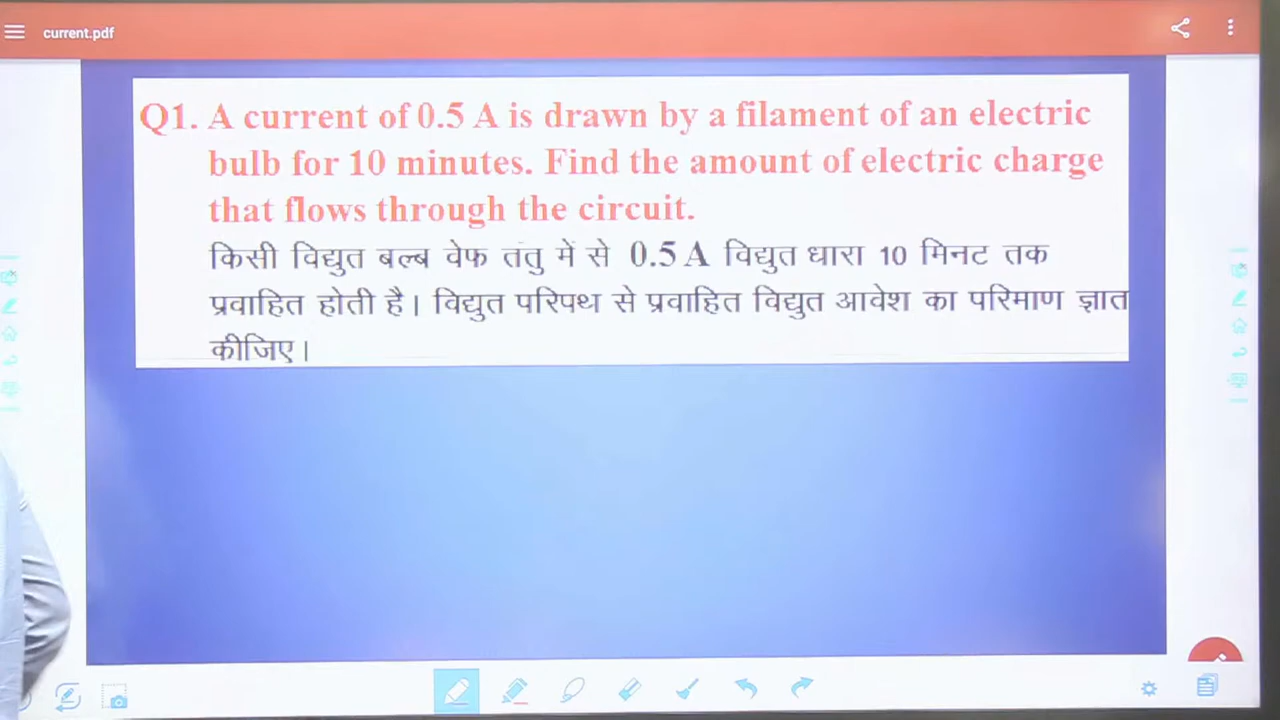 current.pdf
Q1. A current of 0.5 A is drawn by a filament of an electric
bulb for 10 minutes. Find the amount of electric charge
that flows through the circuit.
किसी विद्युत बल्ब वेफ तंतु में से 0.5 A विद्युत धारा 10 मिनट तक
प्रवाहित होती है। विद्युत परिपथ से प्रवाहित विद्युत आवेश का परिमाण ज्ञात
कीजिए।